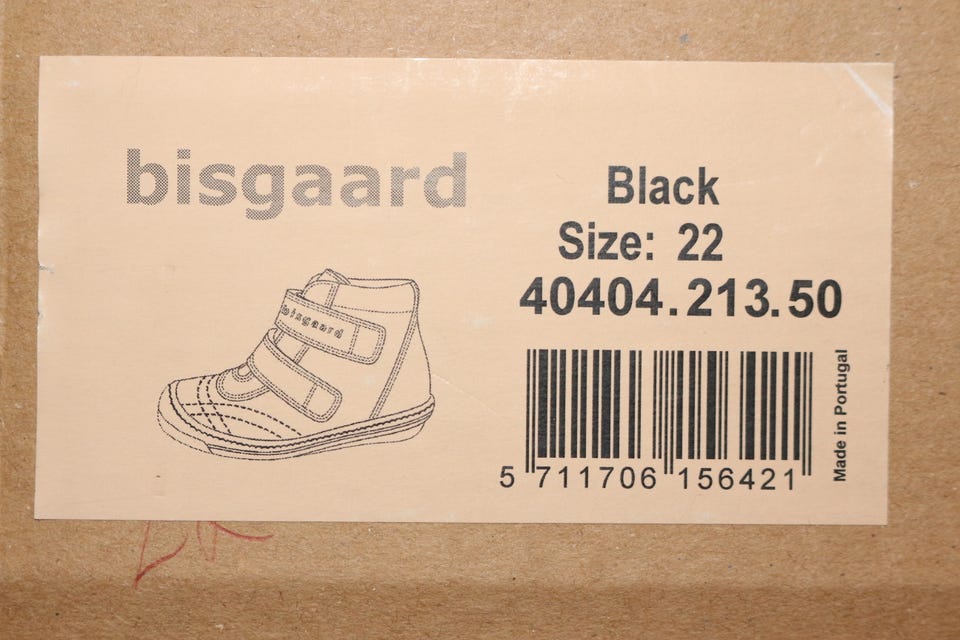 bisgaard
bisgaard
Black
Size: 22
40404.213.50
5 711706 156421
Made in Portugal